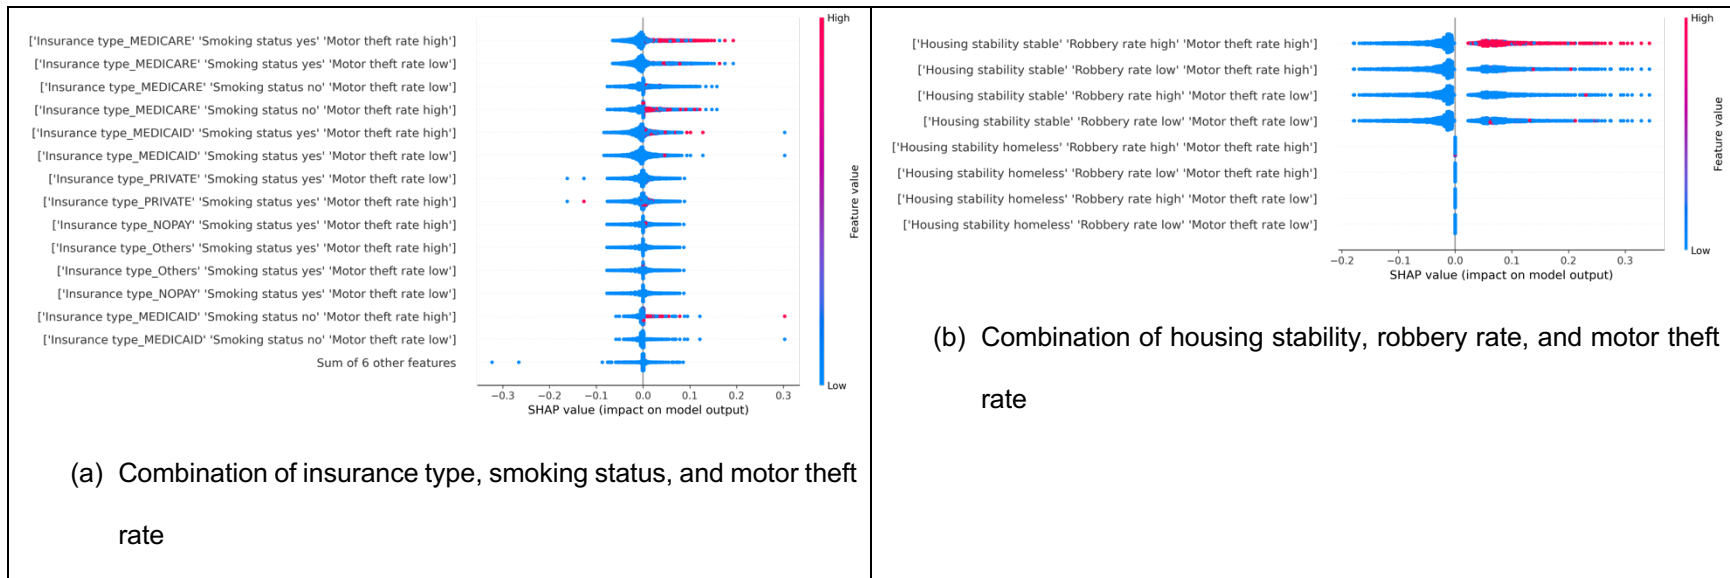 High
['Insurance type_MEDICARE' 'Smoking status yes' 'Motor theft rate high']
['Insurance type_MEDICARE' 'Smoking status yes' 'Motor theft rate low']
['Insurance type_MEDICARE' 'Smoking status no' 'Motor theft rate low']
['Insurance type_MEDICARE' 'Smoking status no' 'Motor theft rate high']
['Insurance type_MEDICAID' 'Smoking status yes' 'Motor theft rate high']
['Insurance type_MEDICAID' 'Smoking status yes' 'Motor theft rate low']
['Insurance type_PRIVATE' 'Smoking status yes' 'Motor theft rate low']
['Insurance type_PRIVATE' 'Smoking status yes' 'Motor theft rate high']
['Insurance type_NOPAY' 'Smoking status yes' 'Motor theft rate high']
['Insurance type_Others' 'Smoking status yes' 'Motor theft rate high']
['Insurance type_Others' 'Smoking status yes' 'Motor theft rate low']
['Insurance type_NOPAY' 'Smoking status yes' 'Motor theft rate low']
['Insurance type_MEDICAID' 'Smoking status no' 'Motor theft rate high']
['Insurance type_MEDICAID' 'Smoking status no' 'Motor theft rate low']
Sum of 6 other features
Feature value
Low
−0.3 −0.2 −0.1 0.0 0.1 0.2 0.3
SHAP value (impact on model output)
(a) Combination of insurance type, smoking status, and motor theft
rate
High
['Housing stability stable' 'Robbery rate high' 'Motor theft rate high']
['Housing stability stable' 'Robbery rate low' 'Motor theft rate high']
['Housing stability stable' 'Robbery rate high' 'Motor theft rate low']
['Housing stability stable' 'Robbery rate low' 'Motor theft rate low']
['Housing stability homeless' 'Robbery rate high' 'Motor theft rate high']
['Housing stability homeless' 'Robbery rate low' 'Motor theft rate high']
['Housing stability homeless' 'Robbery rate high' 'Motor theft rate low']
['Housing stability homeless' 'Robbery rate low' 'Motor theft rate low']
Feature value
Low
−0.2 −0.1 0.0 0.1 0.2 0.3
SHAP value (impact on model output)
(b) Combination of housing stability, robbery rate, and motor theft
rate